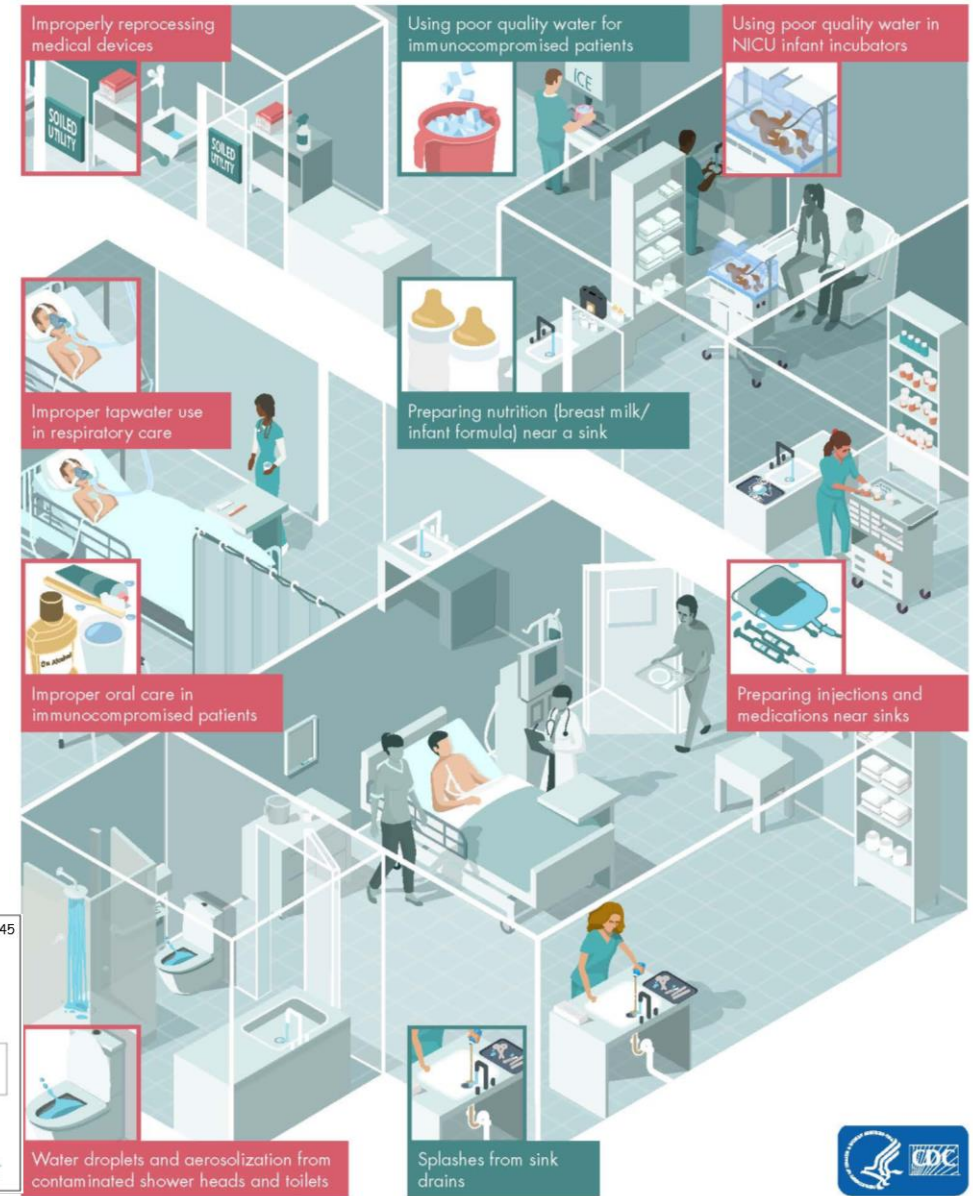 Improperly reprocessing
medical devices
Using poor quality water for
immunocompromised patients
Using poor quality water in
NICU infant incubators
SOILED
UTILITY
SOILED
UTILITY
ICE
Improper tapwater use
in respiratory care
Preparing nutrition (breast milk/
infant formula) near a sink
Improper oral care in
immunocompromised patients
Preparing injections and
medications near sinks
45
Water droplets and aerosolization from
contaminated shower heads and toilets
Splashes from sink
drains
CDC